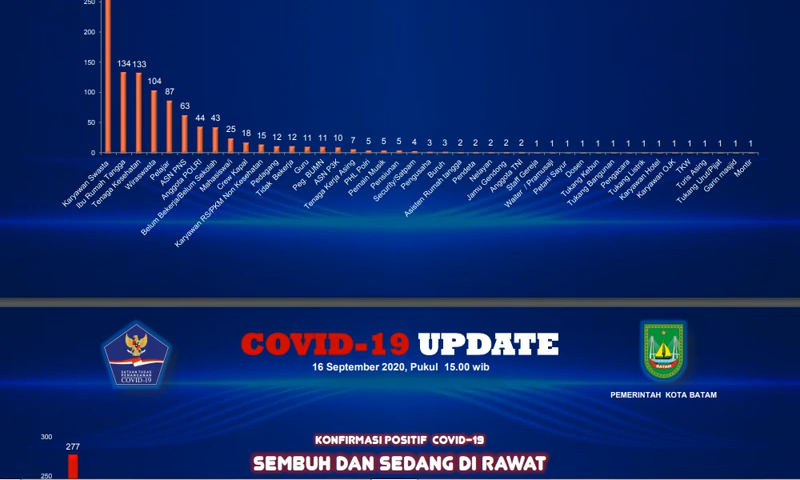 250
200
150
100
50
0
134 133 104 87 63 44 43 25 18 15 12 12 11 11 10 7 5 5 5 4 3 3 2 2 2 2 2 1 1 1 1 1 1 1 1 1 1 1 1 1 1 1
Karyawan Swasta
Ibu Rumah Tangga
Tenaga Kesehatan
Wiraswasta
Pelajar
ASN PNS
Anggota POLRI
Belum Bekerja/Belum Sekolah
Mahasiswa/i
Crew Kapal
Karyawan RS/PKM Non Kesehatan
Pedagang
Tidak Bekerja
Guru
Peg. BUMN
ASN P3K
Tenaga Kerja Asing
PHL Polri
Pemain Musik
Pensiunan
Security/Satpam
Pengusaha
Buruh
Asisten Rumah tangga
Pendeta
Nelayan
Jamu Gendong
Anggota TNI
Staf Gereja
Waiter / Pramusaji
Petani Sayur
Dosen
Tukang Kebun
Tukang Bangunan
Pengacara
Tukang Listrik
Karyawan Hotel
Karyawan OJK
TKW
Turis Asing
Tukang Urut/Pijat
Garin masjid
Montir
SATUAN TUGAS
PENANGANAN
COVID-19
COVID-19 UPDATE
16 September 2020, Pukul 15.00 wib
BATAM
PEMERINTAH KOTA BATAM
KONFIRMASI POSITIF COVID-19
SEMBUH DAN SEDANG DI RAWAT
300
277
250